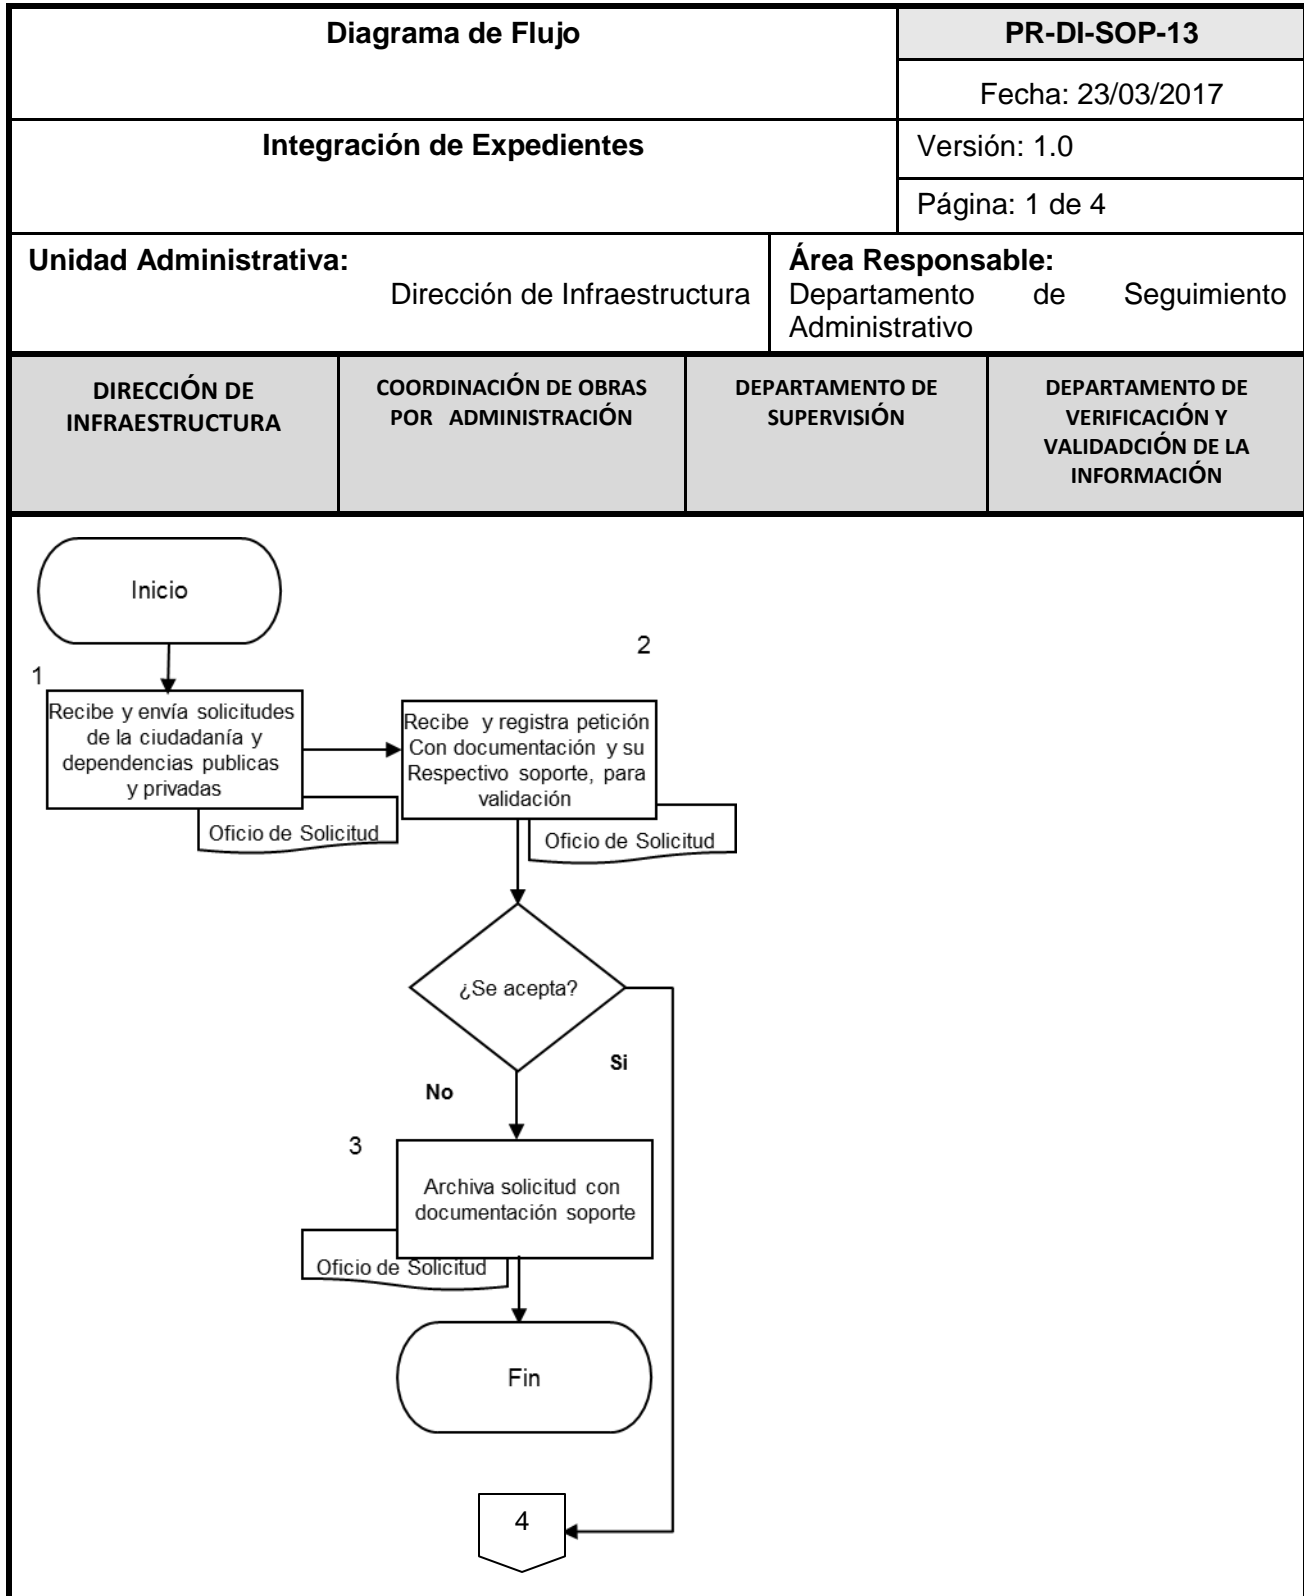 Diagrama de Flujo
PR-DI-SOP-13
Fecha: 23/03/2017
Integración de Expedientes
Versión: 1.0
Página: 1 de 4
Unidad Administrativa:
Dirección de Infraestructura
Área Responsable:
Departamento de Seguimiento
Administrativo
DIRECCIÓN DE
INFRAESTRUCTURA
COORDINACIÓN DE OBRAS
POR ADMINISTRACIÓN
DEPARTAMENTO DE
SUPERVISIÓN
DEPARTAMENTO DE
VERIFICACIÓN Y
VALIDADCIÓN DE LA
INFORMACIÓN
Inicio
1
Recibe y envía solicitudes
de la ciudadanía y
dependencias publicas
y privadas
Oficio de Solicitud
2
Recibe y registra petición
Con documentación y su
Respectivo soporte, para
validación
Oficio de Solicitud
¿Se acepta?
Si
No
3
Archiva solicitud con
documentación soporte
Oficio de Solicitud
Fin
4